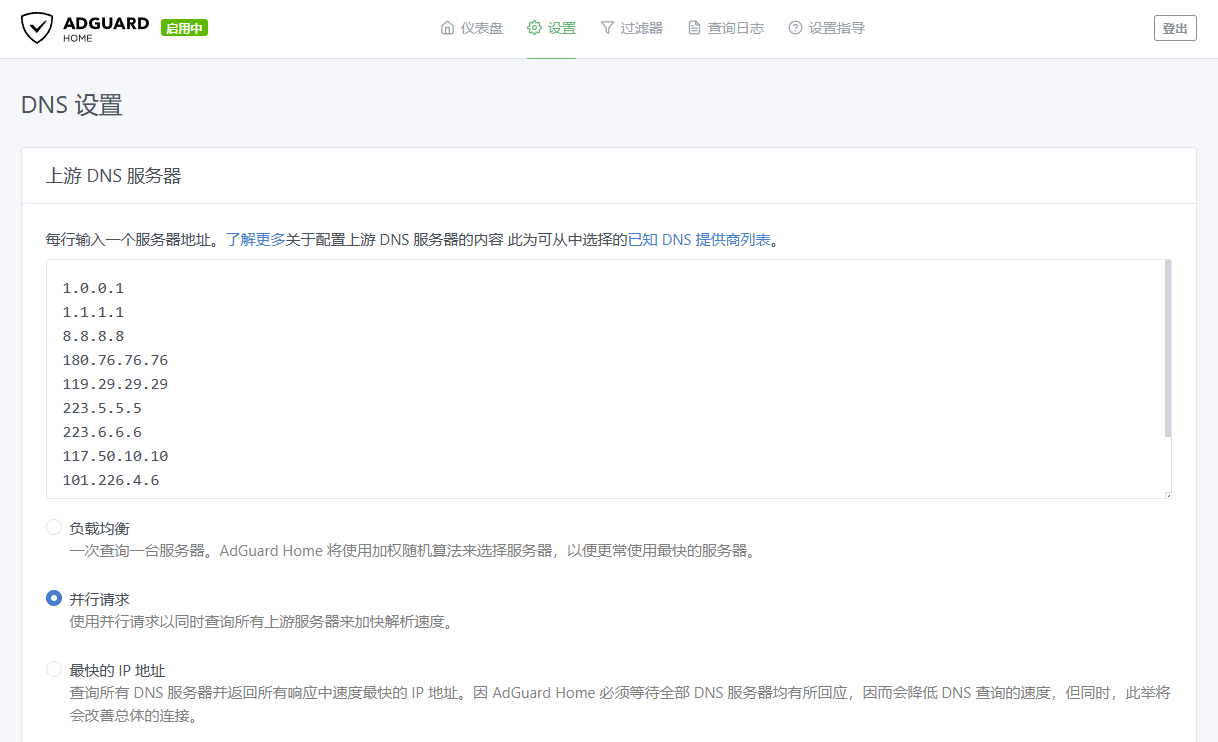 ADGUARD
HOME
启用中
仪表盘
设置
过滤器
查询日志
设置指导
登出
DNS 设置
上游 DNS 服务器
每行输入一个服务器地址。了解更多关于配置上游 DNS 服务器的内容 此为可从中选择的已知 DNS 提供商列表。
1.0.0.1
1.1.1.1
8.8.8.8
180.76.76.76
119.29.29.29
223.5.5.5
223.6.6.6
117.50.10.10
101.226.4.6
负载均衡
一次查询一台服务器。AdGuard Home 将使用加权随机算法来选择服务器，以便更常使用最快的服务器。
并行请求
使用并行请求以同时查询所有上游服务器来加快解析速度。
最快的 IP 地址
查询所有 DNS 服务器并返回所有响应中速度最快的 IP 地址。因 AdGuard Home 必须等待全部 DNS 服务器均有所回应，因而会降低 DNS 查询的速度，但同时，此举将
会改善总体的连接。